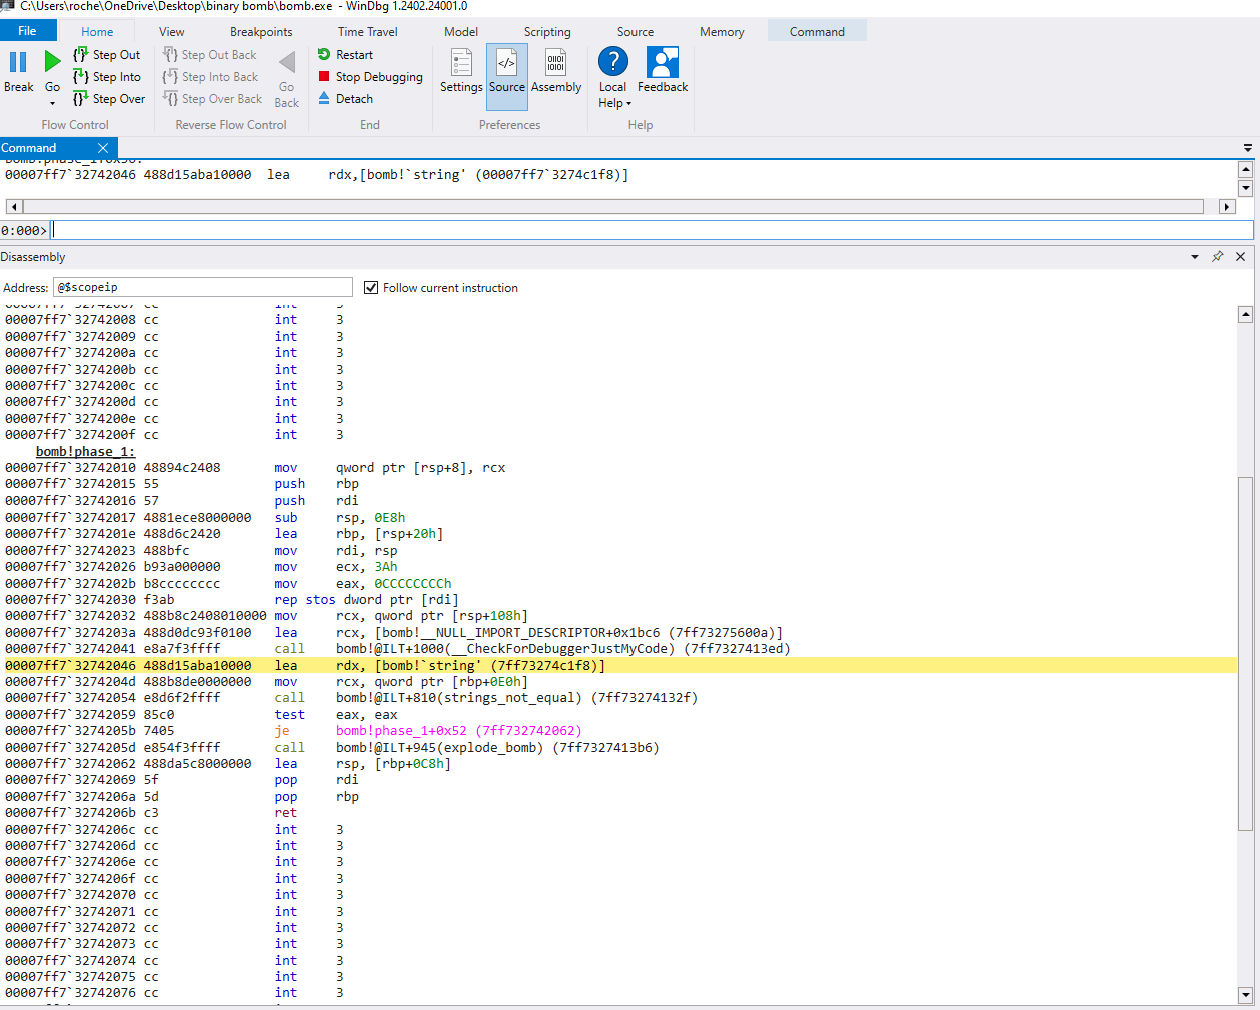 C:\Users\roche\OneDrive\Desktop\binary bomb\bomb.exe - WinDbg 1.2402.24001.0
File Home View Breakpoints Time Travel Model Scripting Source Memory Command
Break Go Step Out Step Into Step Over
Flow Control
Step Out Back Step Into Back Step Over Back Go Back
Reverse Flow Control
Restart Stop Debugging Detach
End
Settings Source Assembly
Preferences
Local Help Feedback
Help
Command
bomb!phase_1+0x36:
00007ff7`32742046 488d15aba10000 lea rdx,[bomb!`string' (00007ff7`3274c1f8)]
0:000>
Disassembly
Address: @$scopeip Follow current instruction
00007ff7`32742007 cc int 3
00007ff7`32742008 cc int 3
00007ff7`32742009 cc int 3
00007ff7`3274200a cc int 3
00007ff7`3274200b cc int 3
00007ff7`3274200c cc int 3
00007ff7`3274200d cc int 3
00007ff7`3274200e cc int 3
00007ff7`3274200f cc int 3
bomb!phase_1:
00007ff7`32742010 48894c2408 mov qword ptr [rsp+8], rcx
00007ff7`32742015 55 push rbp
00007ff7`32742016 57 push rdi
00007ff7`32742017 4881ece8000000 sub rsp, 0E8h
00007ff7`3274201e 488d6c2420 lea rbp, [rsp+20h]
00007ff7`32742023 488bfc mov rdi, rsp
00007ff7`32742026 b93a000000 mov ecx, 3Ah
00007ff7`3274202b b8cccccccc mov eax, 0CCCCCCCCh
00007ff7`32742030 f3ab rep stos dword ptr [rdi]
00007ff7`32742032 488b8c2408010000 mov rcx, qword ptr [rsp+108h]
00007ff7`3274203a 488d0dc93f0100 lea rcx, [bomb!__NULL_IMPORT_DESCRIPTOR+0x1bc6 (7ff73275600a)]
00007ff7`32742041 e8a7f3ffff call bomb!@ILT+1000(__CheckForDebuggerJustMyCode) (7ff7327413ed)
00007ff7`32742046 488d15aba10000 lea rdx, [bomb!`string' (7ff73274c1f8)]
00007ff7`3274204d 488b8de0000000 mov rcx, qword ptr [rbp+0E0h]
00007ff7`32742054 e8d6f2ffff call bomb!@ILT+810(strings_not_equal) (7ff73274132f)
00007ff7`32742059 85c0 test eax, eax
00007ff7`3274205b 7405 je bomb!phase_1+0x52 (7ff732742062)
00007ff7`3274205d e854f3ffff call bomb!@ILT+945(explode_bomb) (7ff7327413b6)
00007ff7`32742062 488da5c8000000 lea rsp, [rbp+0C8h]
00007ff7`32742069 5f pop rdi
00007ff7`3274206a 5d pop rbp
00007ff7`3274206b c3 ret
00007ff7`3274206c cc int 3
00007ff7`3274206d cc int 3
00007ff7`3274206e cc int 3
00007ff7`3274206f cc int 3
00007ff7`32742070 cc int 3
00007ff7`32742071 cc int 3
00007ff7`32742072 cc int 3
00007ff7`32742073 cc int 3
00007ff7`32742074 cc int 3
00007ff7`32742075 cc int 3
00007ff7`32742076 cc int 3